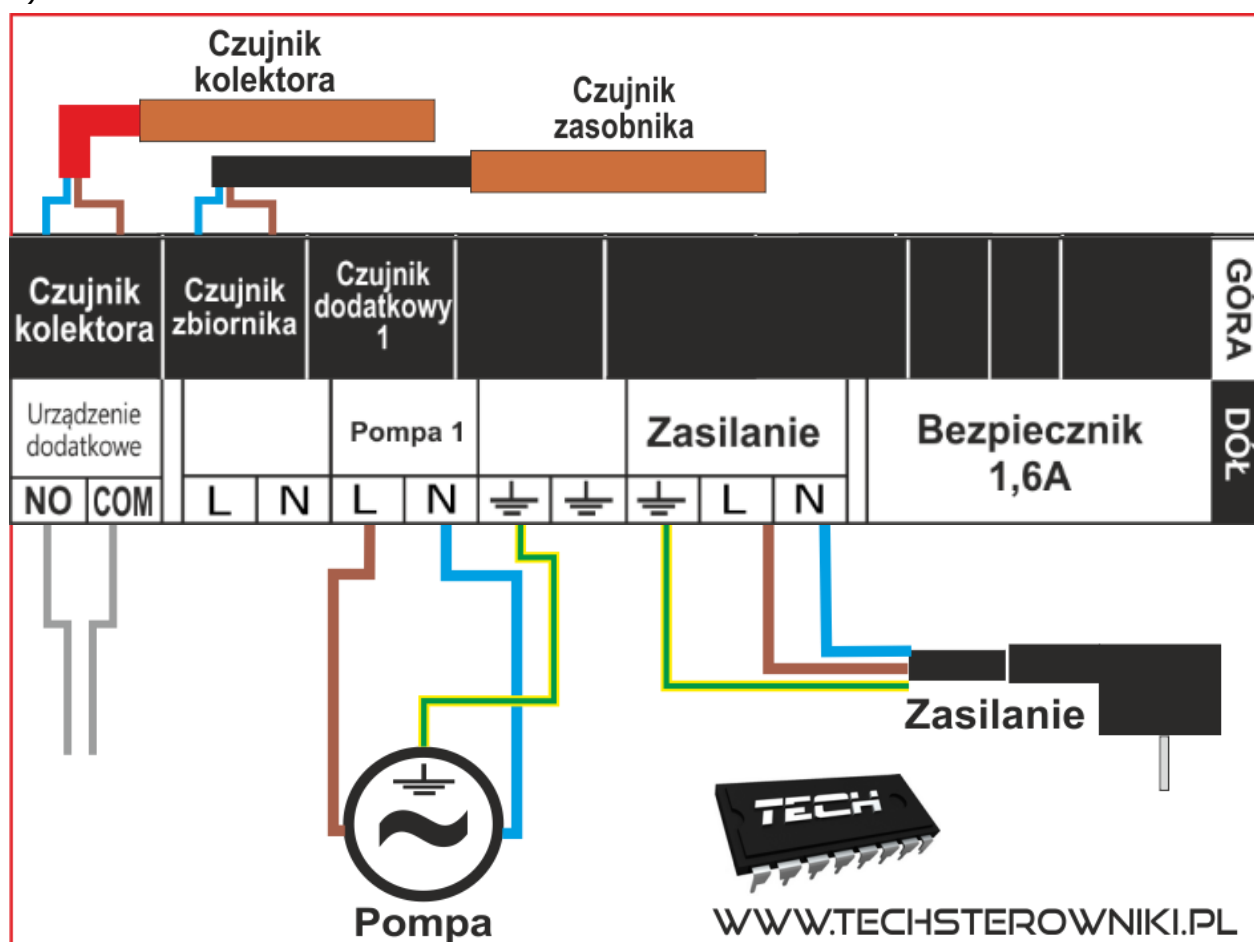 Czujnik
kolektora
Czujnik
zasobnika
Czujnik
kolektora
Czujnik
zbiornika
Czujnik
dodatkowy
1
GÓRA
Urządzenie
dodatkowe
Pompa 1
Zasilanie
Bezpiecznik
1,6A
DÓŁ
NO COM L N L N L N
Zasilanie
TECH
Pompa
WWW.TECHSTEROWNIKI.PL